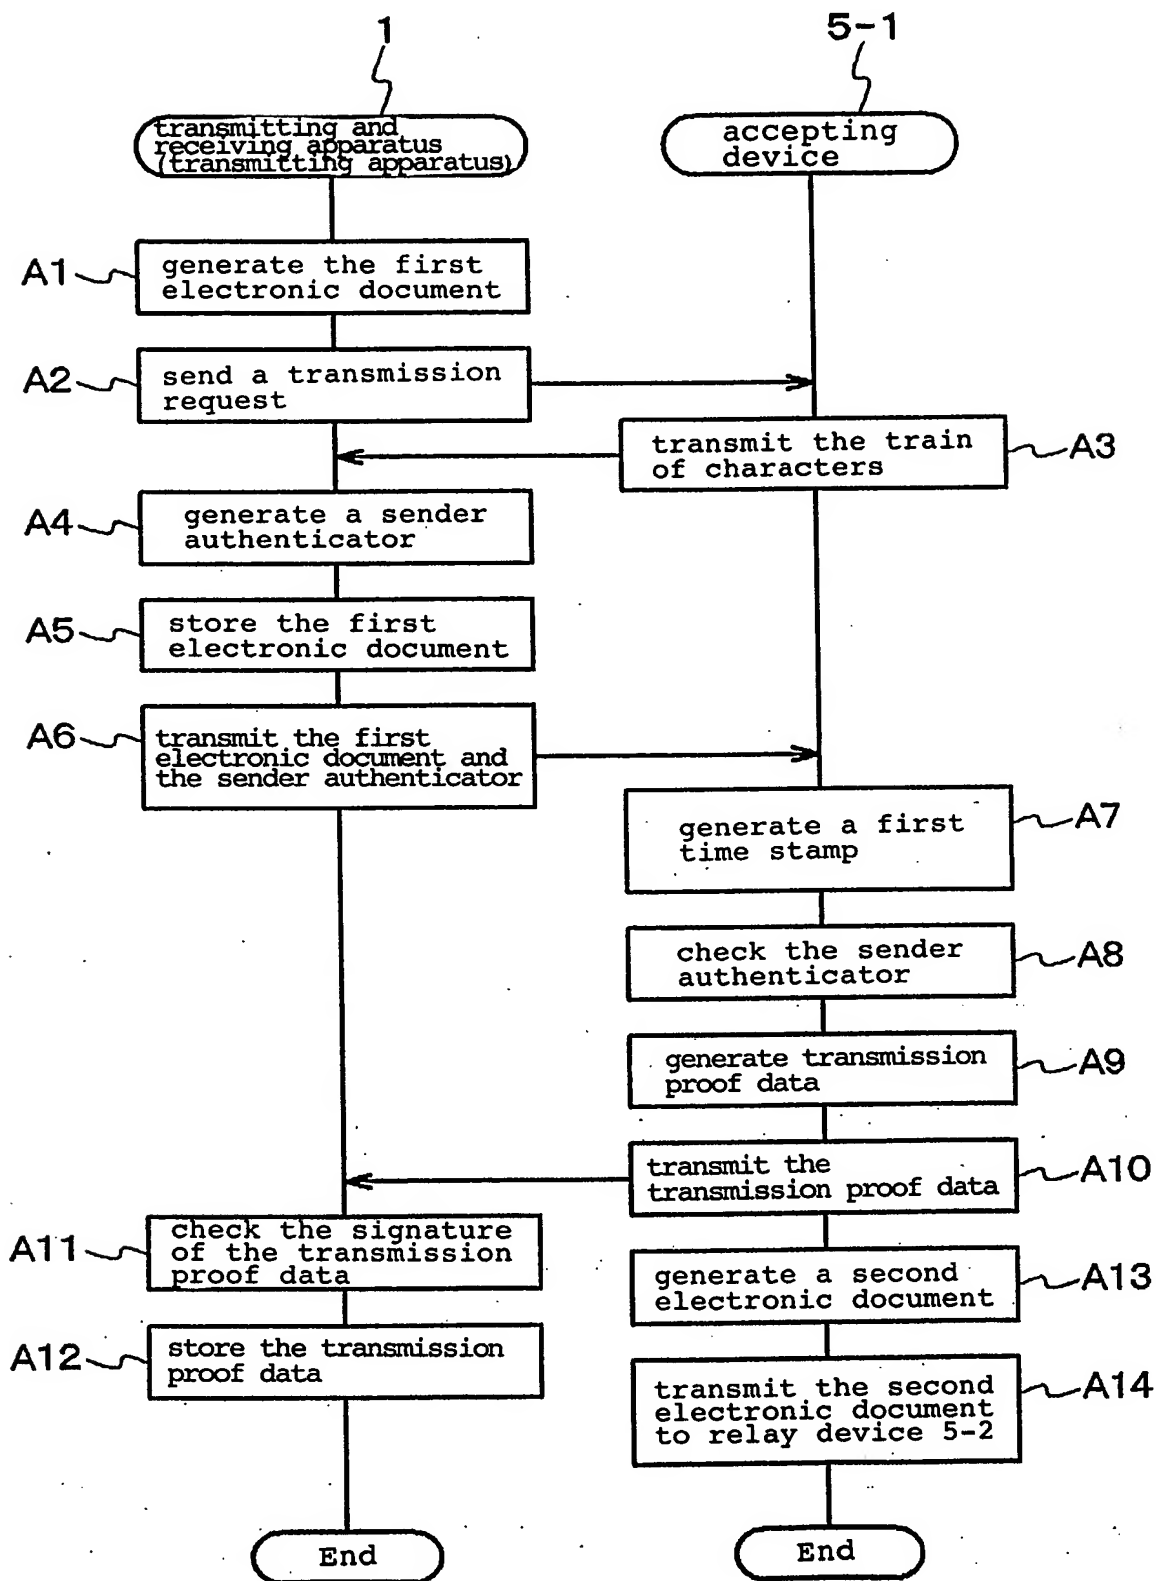 1
5-1
transmitting and
receiving apparatus
(transmitting apparatus)
accepting
device
A1
generate the first
electronic document
A2
send a transmission
request
transmit the train
of characters
A3
A4
generate a sender
authenticator
A5
store the first
electronic document
A6
transmit the first
electronic document and
the sender authenticator
generate a first
time stamp
A7
check the sender
authenticator
A8
generate transmission
proof data
A9
transmit the
transmission proof data
A10
A11
check the signature
of the transmission
proof data
generate a second
electronic document
A13
A12
store the transmission
proof data
transmit the second
electronic document
to relay device 5-2
A14
End
End